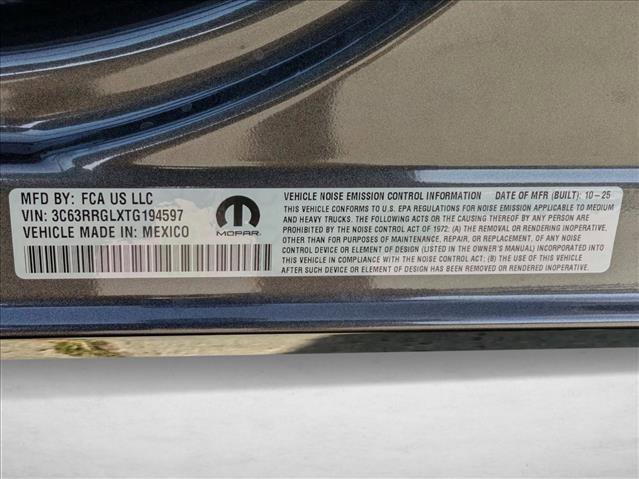 MFD BY: FCA US LLC
VIN: 3C63RRGLXTG194597
VEHICLE MADE IN: MEXICO
MOPAR
VEHICLE NOISE EMISSION CONTROL INFORMATION DATE OF MFR (BUILT): 10-25
THIS VEHICLE CONFORMS TO U.S. EPA REGULATIONS FOR NOISE EMISSION APPLICABLE TO MEDIUM
AND HEAVY TRUCKS. THE FOLLOWING ACTS OR THE CAUSING THEREOF BY ANY PERSON ARE
PROHIBITED BY THE NOISE CONTROL ACT OF 1972: (A) THE REMOVAL OR RENDERING INOPERATIVE,
OTHER THAN FOR PURPOSES OF MAINTENANCE, REPAIR, OR REPLACEMENT, OF ANY NOISE
CONTROL DEVICE OR ELEMENT OF DESIGN (LISTED IN THE OWNER'S MANUAL) INCORPORATED INTO
THIS VEHICLE IN COMPLIANCE WITH THE NOISE CONTROL ACT: (B) THE USE OF THIS VEHICLE
AFTER SUCH DEVICE OR ELEMENT OF DESIGN HAS BEEN REMOVED OR RENDERED INOPERATIVE.